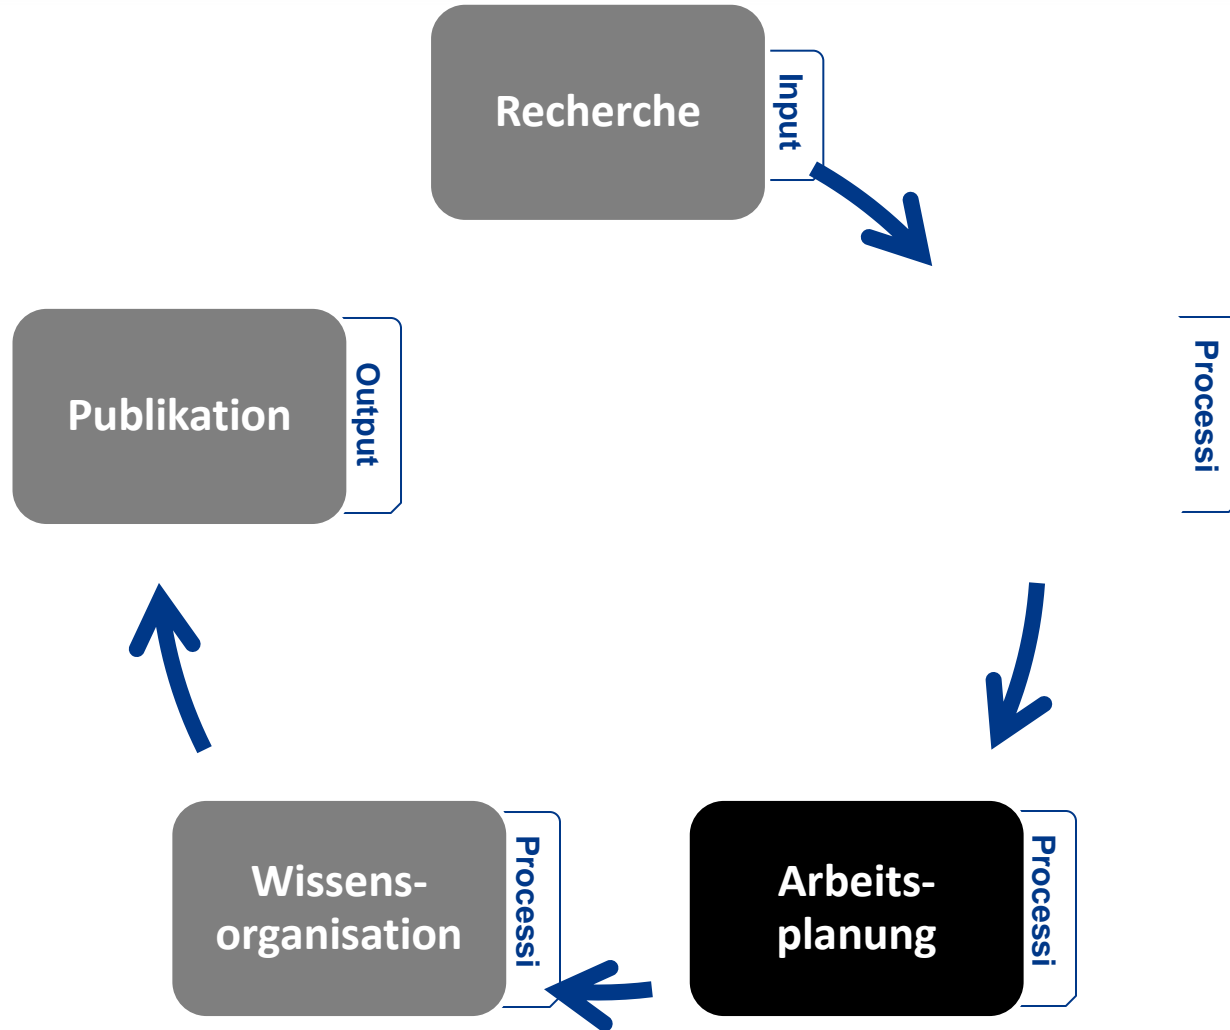 Recherche
Input
Publikation
Output
Processi
Wissens-
organisation
Processi
Arbeits-
planung
Processi